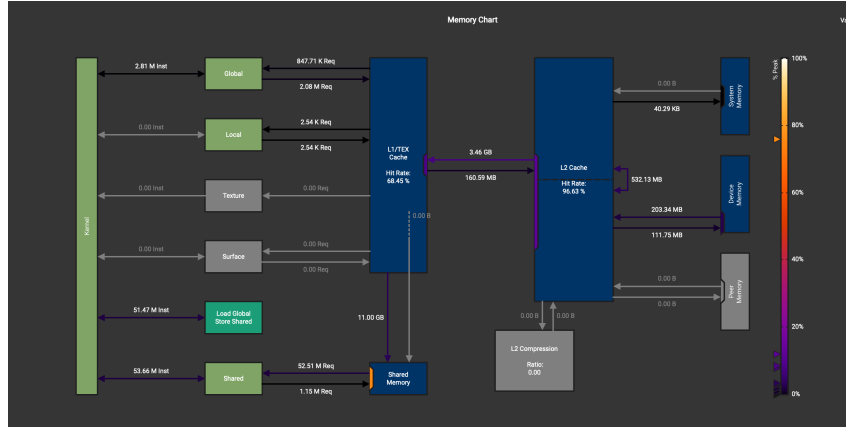 Memory Chart
Kernel
2.81 M Inst
Global
847.71 K Req
2.08 M Req
0.00 Inst
Local
2.54 K Req
2.54 K Req
0.00 Inst
Texture
0.00 Req
0.00 Inst
Surface
0.00 Req
0.00 Req
51.47 M Inst
Load Global
Store Shared
53.66 M Inst
Shared
52.51 M Req
1.15 M Req
L1/TEX
Cache
Hit Rate:
68.45 %
0.00 B
11.00 GB
Shared
Memory
3.46 GB
160.59 MB
L2 Cache
Hit Rate:
96.63 %
532.13 MB
0.00 B
0.00 B
L2 Compression
Ratio:
0.00
0.00 B
40.29 KB
System
Memory
203.34 MB
111.75 MB
Device
Memory
0.00 B
0.00 B
Peer
Memory
% Peak
100%
80%
60%
40%
20%
0%